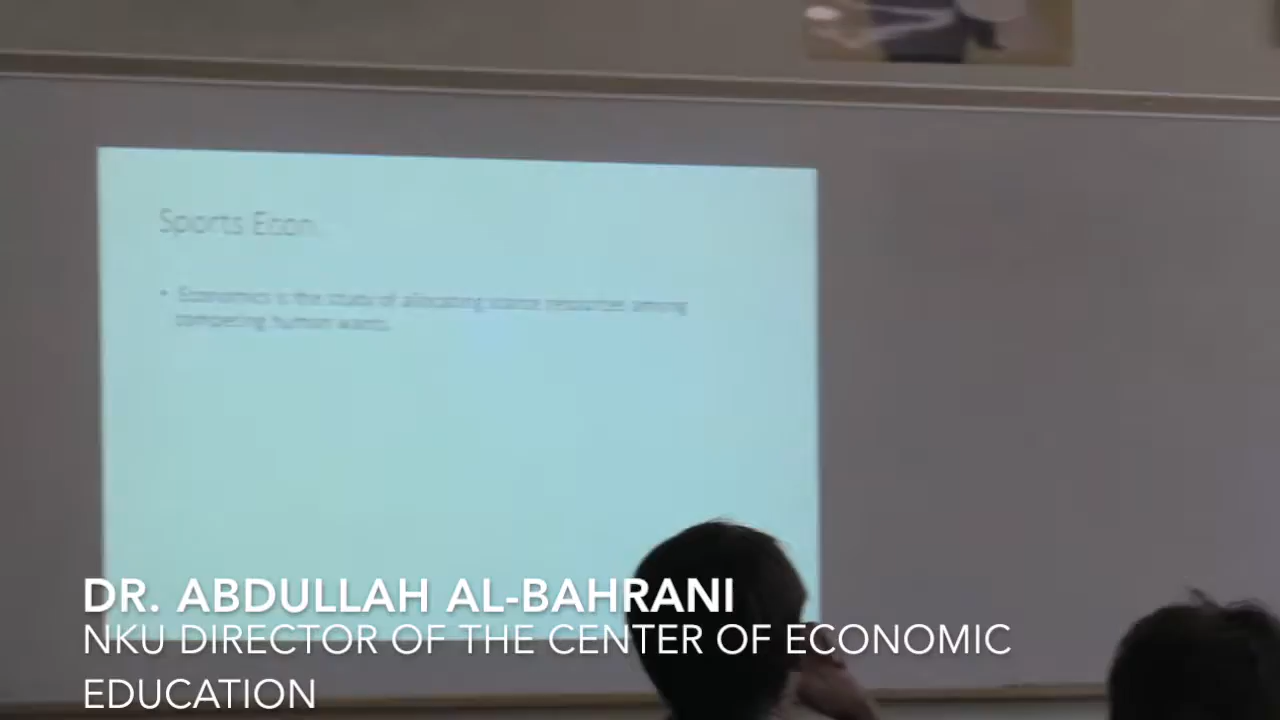 Sports Econ
• Economics is the study of allocating scarce resources among
competing human wants.
DR. ABDULLAH AL-BAHRANI
NKU DIRECTOR OF THE CENTER OF ECONOMIC
EDUCATION